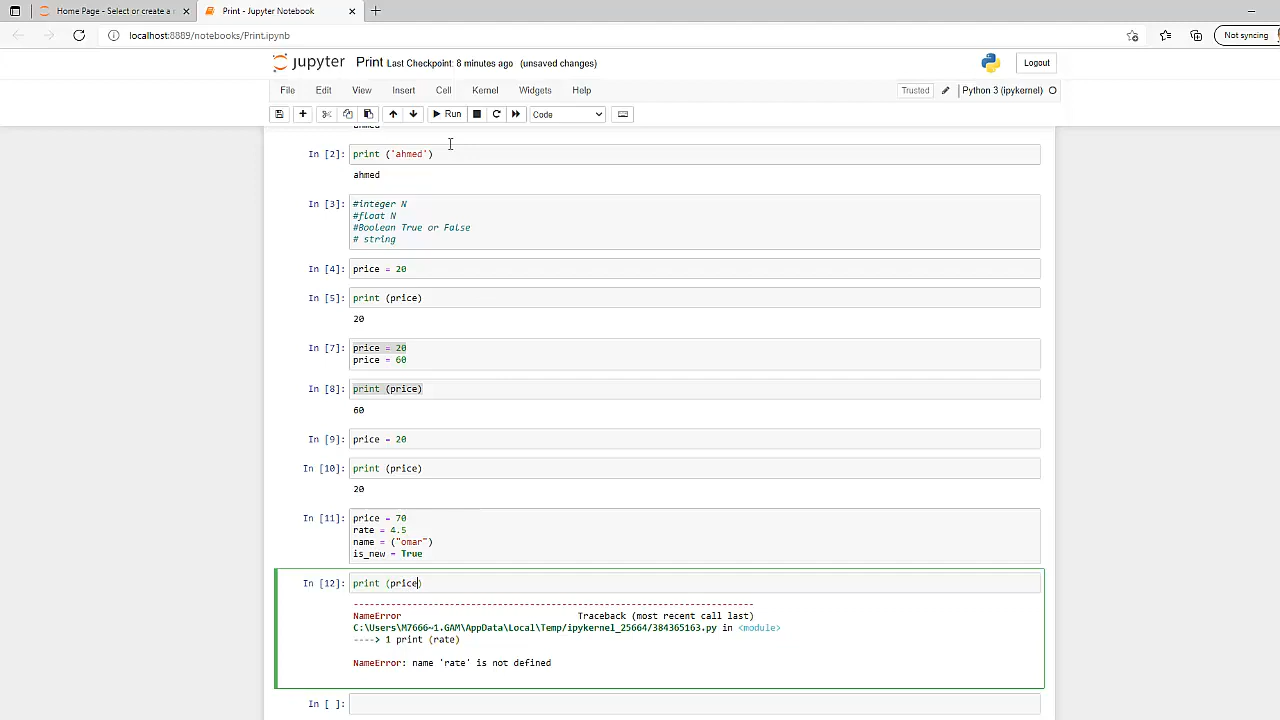 Home Page - Select or create a
Print - Jupyter Notebook
localhost:8889/notebooks/Print.ipynb
Not syncing
jupyter Print Last Checkpoint: 8 minutes ago (unsaved changes)
Logout
File Edit View Insert Cell Kernel Widgets Help
Trusted
Python 3 (ipykernel)
Run
Code
ahmed
In [2]: print ('ahmed')
ahmed
In [3]: #integer N
#float N
#Boolean True or False
# string
In [4]: price = 20
In [5]: print (price)
20
In [7]: price = 20
price = 60
In [8]: print (price)
60
In [9]: price = 20
In [10]: print (price)
20
In [11]: price = 70
rate = 4.5
name = ("omar")
is_new = True
In [12]: print (price)
---------------------------------------------------------------------------
NameError Traceback (most recent call last)
C:\Users\M7666~1.GAM\AppData\Local\Temp/ipykernel_25664/384365163.py in <module>
----> 1 print (rate)
NameError: name 'rate' is not defined
In [ ]: